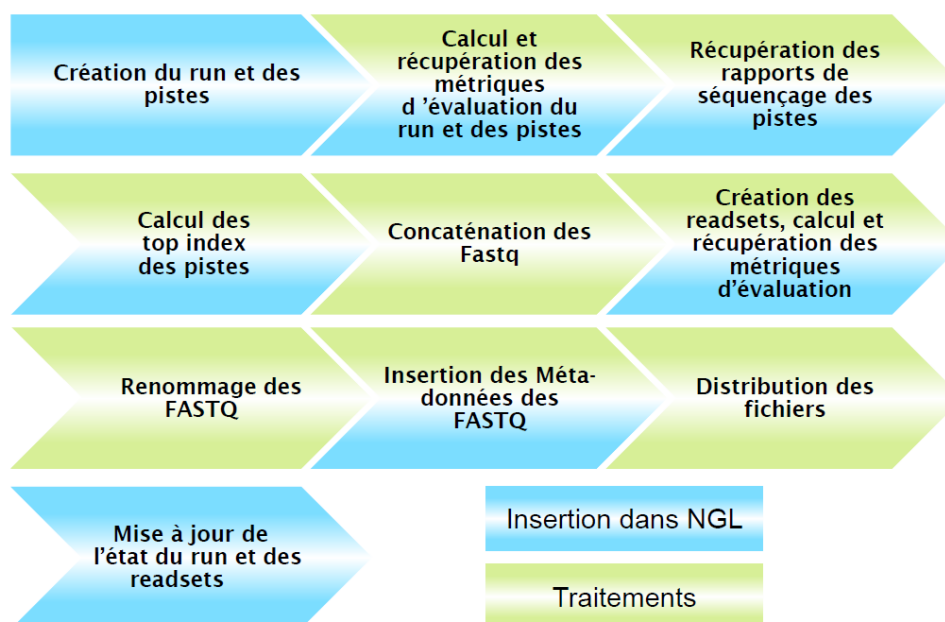 Création du run et des
pistes
Calcul et
récupération des
métriques
d ’évaluation du
run et des pistes
Récupération des
rapports de
séquençage des
pistes
Calcul des
top index
des pistes
Concaténation des
Fastq
Création des
readsets, calcul et
récupération des
métriques
d’évaluation
Renommage des
FASTQ
Insertion des Méta-
données des
FASTQ
Distribution des
fichiers
Mise à jour de
l’état du run et des
readsets
Insertion dans NGL
Traitements